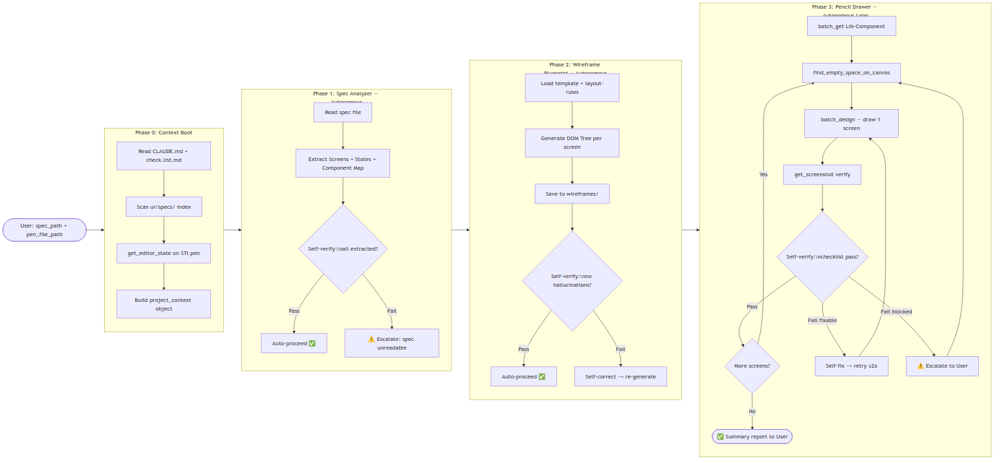 User: spec_path +
pen_file_path
Phase 0: Context Boot
Read CLAUDE.md +
check.list.md
Scan ui/specs/ index
get_editor_state on STI.pen
Build project_context
object
Phase 1: Spec Analyzer —
Autonomous
Read spec file
Extract Screens + States +
Component Map
Self-verify:\nall extracted?
Pass
Fail
Auto-proceed ✅
⚠️ Escalate: spec
unreadable
Phase 2: Wireframe
Blueprint — Autonomous
Load template + layout-
rules
Generate DOM Tree per
screen
Save to wireframes/
Self-verify:\nno
hallucinations?
Pass
Fail
Auto-proceed ✅
Self-correct → re-generate
Phase 3: Pencil Drawer —
Autonomous Loop
batch_get Lib-Component
find_empty_space_on_canvas
batch_design — draw 1
screen
get_screenshot verify
Yes
Self-verify:\nchecklist pass?
Pass
Fail fixable
Fail blocked
More screens?
Self-fix → retry ≤2x
⚠️ Escalate to User
No
✅ Summary report to User